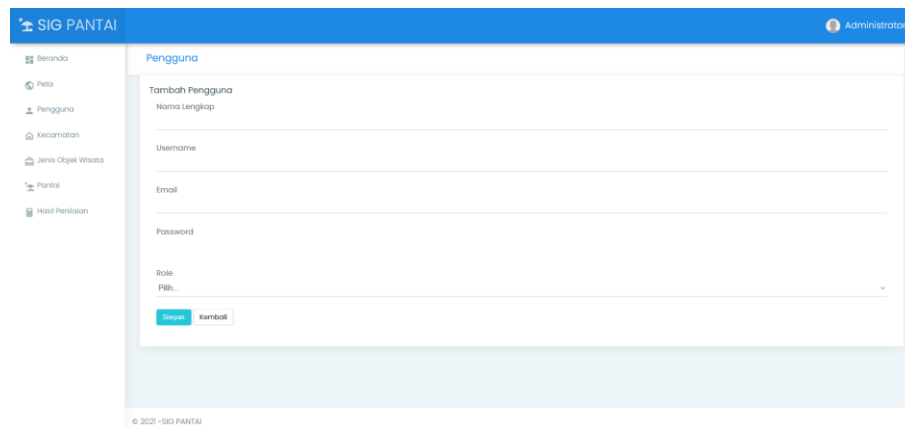 SIG PANTAI
Administrator
Beranda
Peta
Pengguna
Kecamatan
Jenis Objek Wisata
Pantai
Hasil Penilaian
Pengguna
Tambah Pengguna
Nama Lengkap
Username
Email
Password
Role
Pilih...
Simpan Kembali
© 2021 -SIG PANTAI